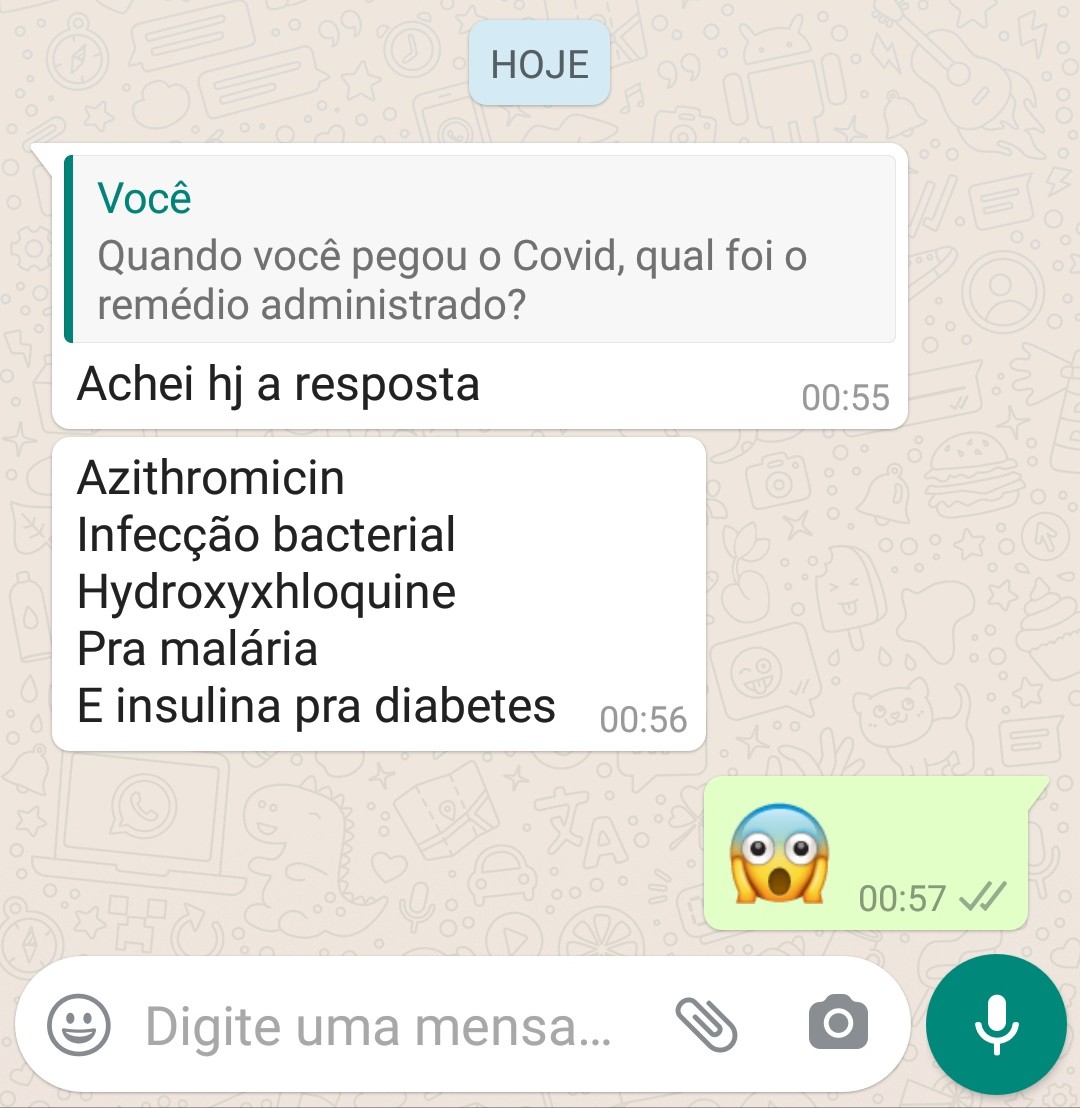 HOJE
Você
Quando você pegou o Covid, qual foi o
remédio administrado?
Achei hj a resposta
00:55
Azithromicin
Infecção bacterial
Hydroxyxhloquine
Pra malária
E insulina pra diabetes
00:56
00:57
Digite uma mensa...